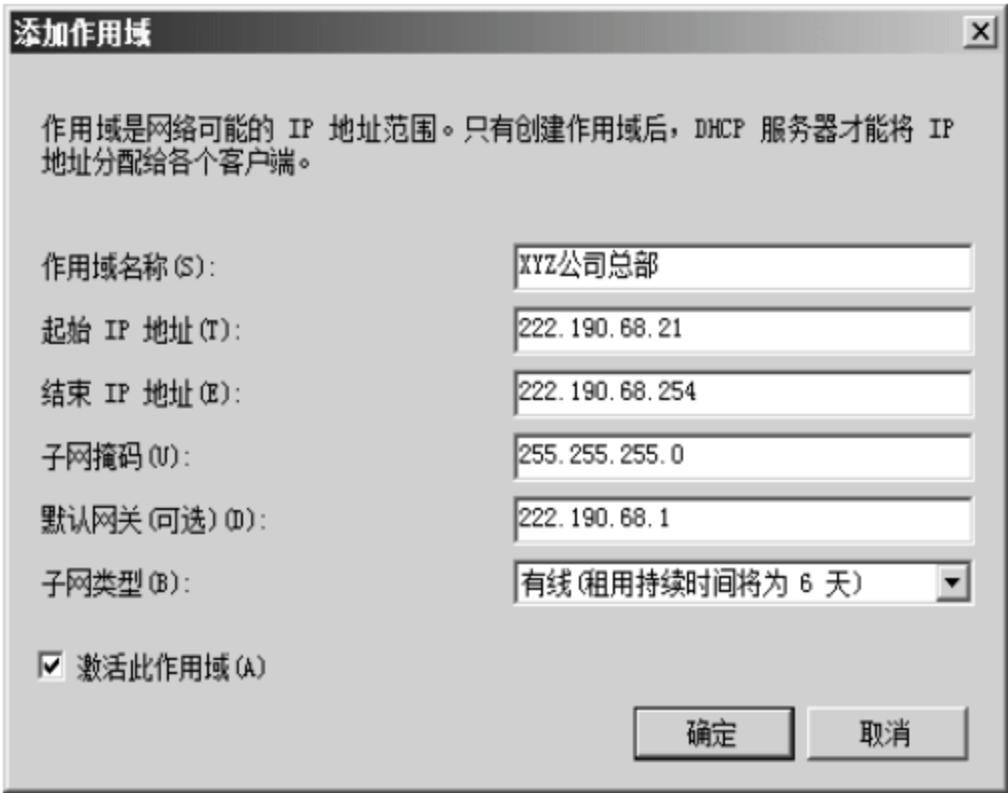 添加作用域
作用域是网络可能的 IP 地址范围。只有创建作用域后，DHCP 服务器才能将 IP
地址分配给各个客户端。
作用域名称(S): XYZ公司总部
起始 IP 地址(T): 222.190.68.21
结束 IP 地址(E): 222.190.68.254
子网掩码(U): 255.255.255.0
默认网关(可选)(D): 222.190.68.1
子网类型(B): 有线(租用持续时间将为 6 天)
激活此作用域(A)
确定 取消